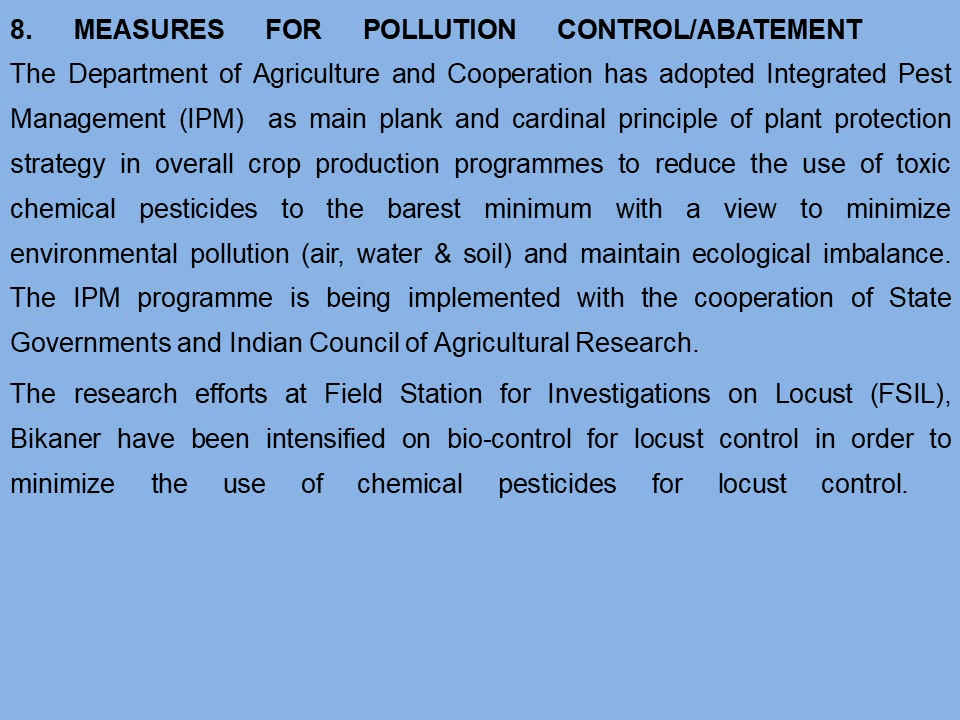 8. MEASURES FOR POLLUTION CONTROL/ABATEMENT
The Department of Agriculture and Cooperation has adopted Integrated Pest
Management (IPM) as main plank and cardinal principle of plant protection
strategy in overall crop production programmes to reduce the use of toxic
chemical pesticides to the barest minimum with a view to minimize
environmental pollution (air, water & soil) and maintain ecological imbalance.
The IPM programme is being implemented with the cooperation of State
Governments and Indian Council of Agricultural Research.
The research efforts at Field Station for Investigations on Locust (FSIL),
Bikaner have been intensified on bio-control for locust control in order to
minimize the use of chemical pesticides for locust control.